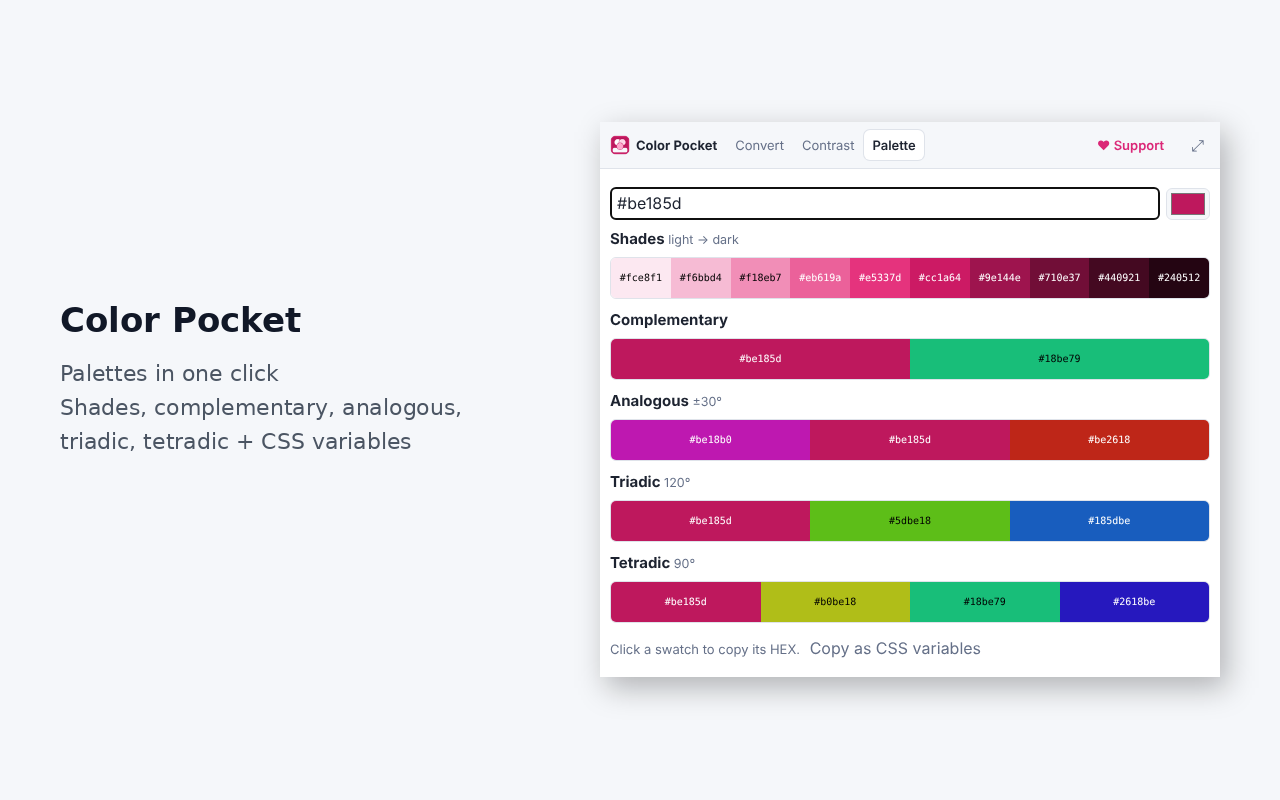 Color Pocket
Palettes in one click
Shades, complementary, analogous,
triadic, tetradic + CSS variables
Color Pocket Convert Contrast Palette Support
#be185d
Shades light → dark
#fce8f1 #f6bbd4 #f18eb7 #eb619a #e5337d #cc1a64 #9e144e #710e37 #440921 #240512
Complementary
#be185d #18be79
Analogous ±30°
#be18b0 #be185d #be2618
Triadic 120°
#be185d #5dbe18 #185dbe
Tetradic 90°
#be185d #b0be18 #18be79 #2618be
Click a swatch to copy its HEX. Copy as CSS variables